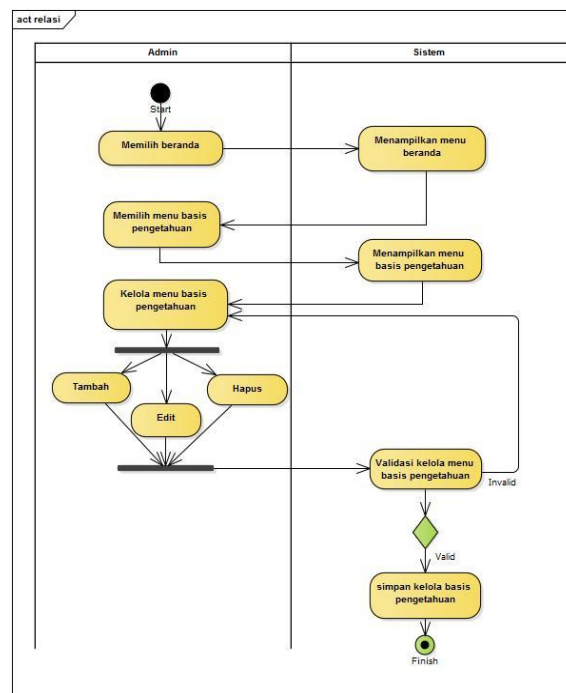 act relasi
Admin
Sistem
Start
Memilih beranda
Menampilkan menu
beranda
Memilih menu basis
pengetahuan
Menampilkan menu
basis pengetahuan
Kelola menu basis
pengetahuan
Tambah
Edit
Hapus
Validasi kelola menu
basis pengetahuan
Invalid
Valid
simpan kelola basis
pengetahuan
Finish